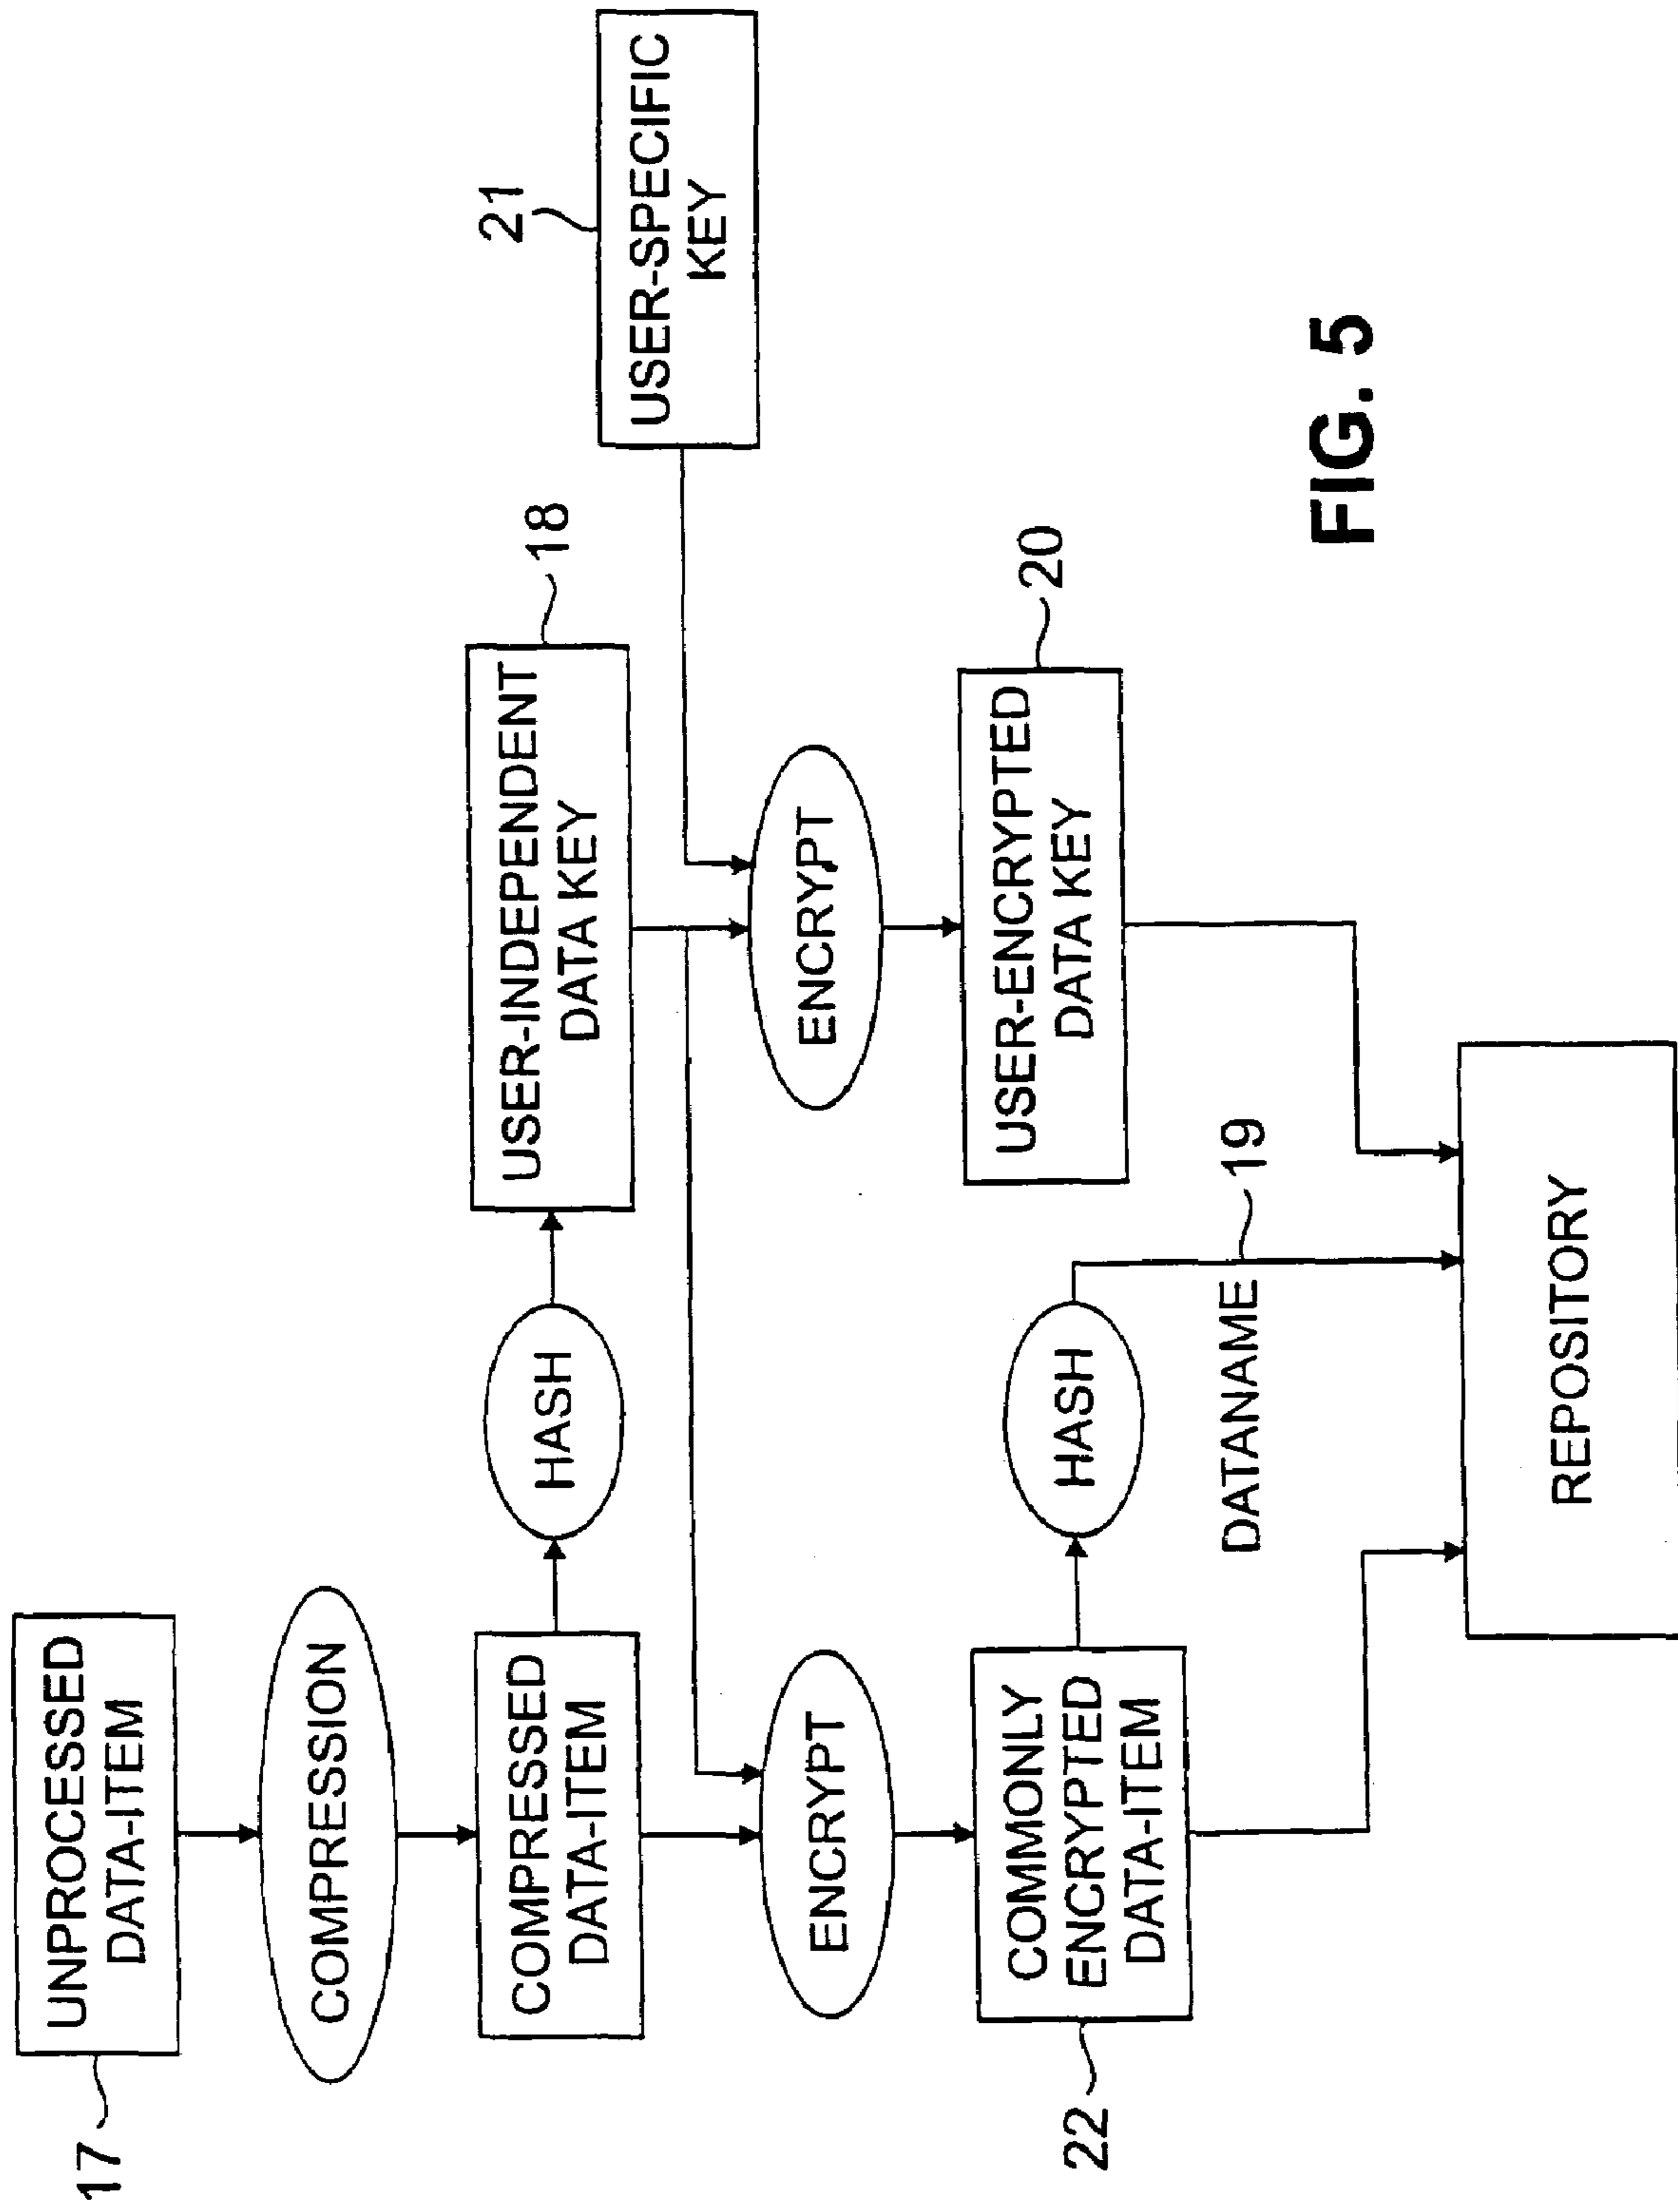 17
UNPROCESSED
DATA-ITEM
COMPRESSION
COMPRESSED
DATA-ITEM
HASH
USER-INDEPENDENT
DATA KEY
18
21
USER-SPECIFIC
KEY
ENCRYPT
ENCRYPT
22
COMMONLY
ENCRYPTED
DATA-ITEM
HASH
USER-ENCRYPTED
DATA KEY
20
DATANAME
19
REPOSITORY
FIG. 5